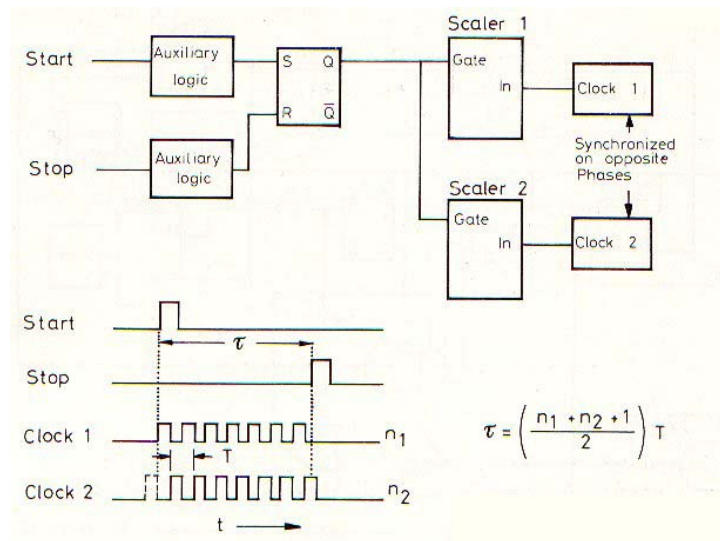 Scaler 1
Start
Auxiliary
logic
S Q
Gate
In
Clock 1
R Q̅
Stop
Auxiliary
logic
Synchronized
on opposite
Phases
Scaler 2
Gate
In
Clock 2
Start
τ
Stop
Clock 1
n₁
T
Clock 2
n₂
t
τ = ( n₁ + n₂ + 1 / 2 ) T